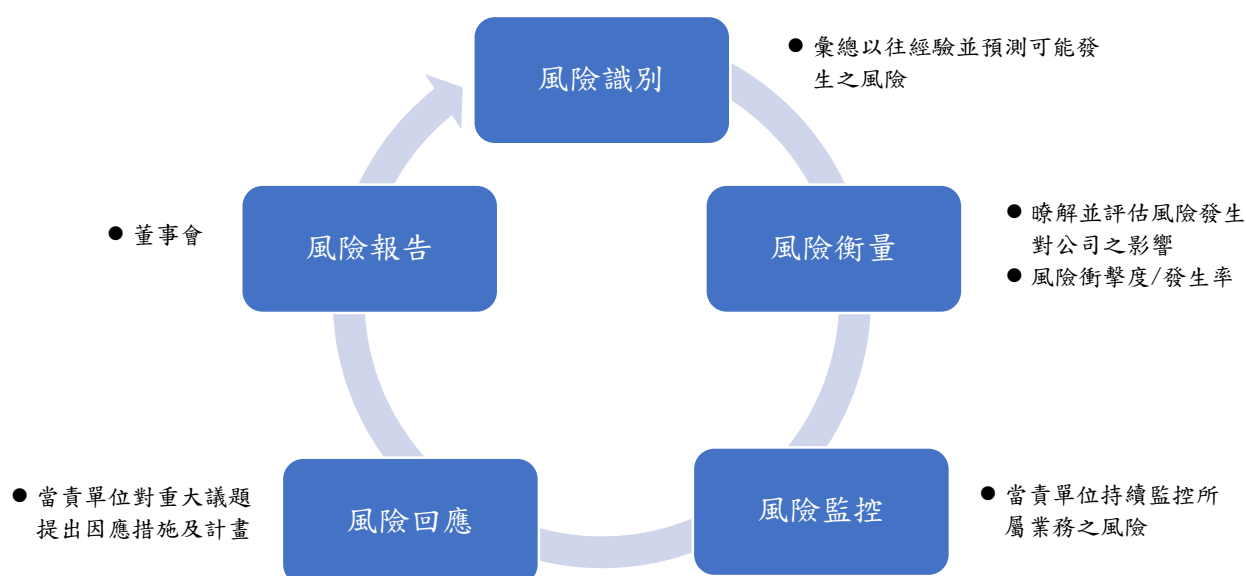 風險識別
● 彙總以往經驗並預測可能發
生之風險
風險衡量
● 瞭解並評估風險發生
對公司之影響
● 風險衝擊度/發生率
風險監控
● 當責單位持續監控所
屬業務之風險
風險回應
● 當責單位對重大議題
提出因應措施及計畫
風險報告
● 董事會